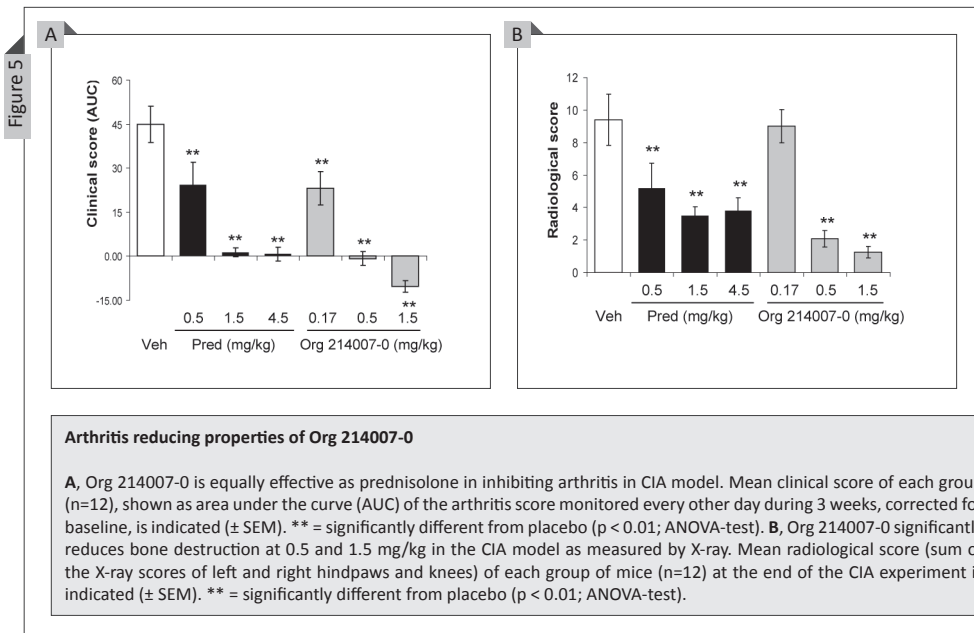 Figure 5
A
Clinical score (AUC)
60
45
30
15
0.00
-15.00
**
**
**
**
**
**
0.5 1.5 4.5 0.17 0.5 1.5
Veh Pred (mg/kg) Org 214007-0 (mg/kg)
B
Radiological score
12
10
8
6
4
2
0
**
**
**
**
**
0.5 1.5 4.5 0.17 0.5 1.5
Veh Pred (mg/kg) Org 214007-0 (mg/kg)
Arthritis reducing properties of Org 214007-0
A, Org 214007-0 is equally effective as prednisolone in inhibiting arthritis in CIA model. Mean clinical score of each grou
(n=12), shown as area under the curve (AUC) of the arthritis score monitored every other day during 3 weeks, corrected fo
baseline, is indicated (± SEM). ** = significantly different from placebo (p < 0.01; ANOVA-test). B, Org 214007-0 significantl
reduces bone destruction at 0.5 and 1.5 mg/kg in the CIA model as measured by X-ray. Mean radiological score (sum o
the X-ray scores of left and right hindpaws and knees) of each group of mice (n=12) at the end of the CIA experiment i
indicated (± SEM). ** = significantly different from placebo (p < 0.01; ANOVA-test).